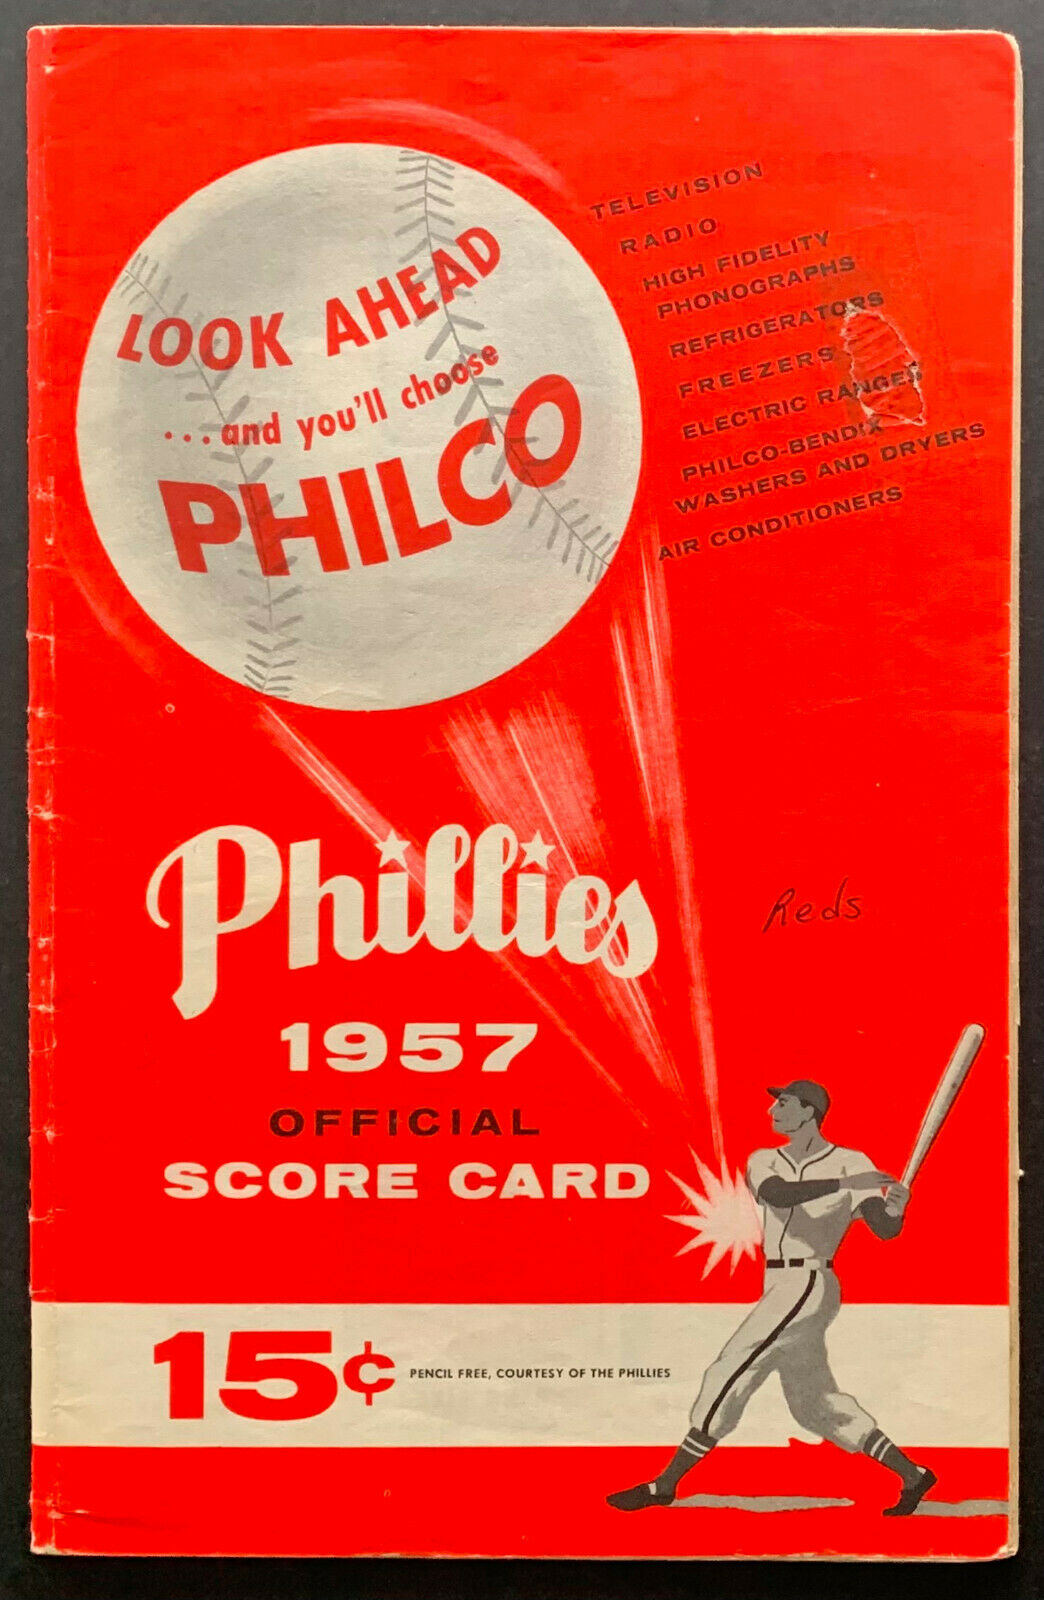 LOOK AHEAD
...and you'll choose
PHILCO
TELEVISION
RADIO
HIGH FIDELITY
PHONOGRAPHS
REFRIGERATORS
FREEZERS
ELECTRIC RANGES
PHILCO-BENDIX
WASHERS AND DRYERS
AIR CONDITIONERS
Phillies
Reds
1957
OFFICIAL
SCORE CARD
15¢
PENCIL FREE, COURTESY OF THE PHILLIES